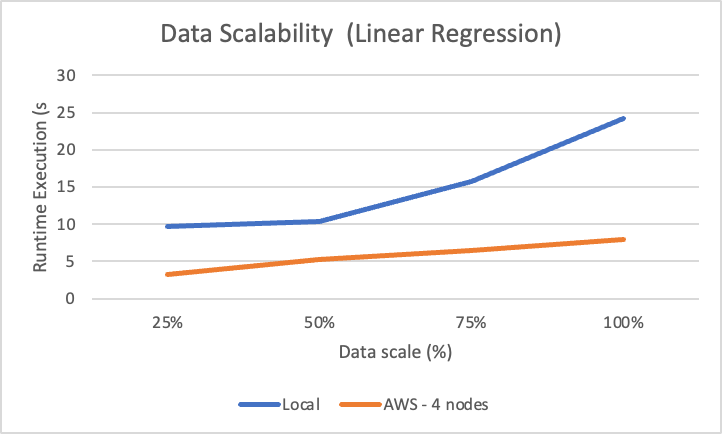 Data Scalability  (Linear Regression)
Runtime Execution (s
30
25
20
15
10
5
0
25% 50% 75% 100%
Data scale (%)
Local AWS - 4 nodes